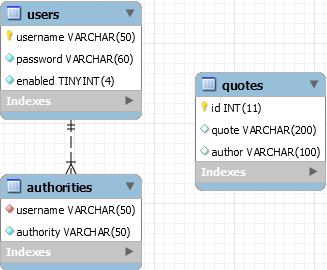 users
username VARCHAR(50)
password VARCHAR(60)
enabled TINYINT(4)
Indexes
quotes
id INT(11)
quote VARCHAR(200)
author VARCHAR(100)
Indexes
authorities
username VARCHAR(50)
authority VARCHAR(50)
Indexes